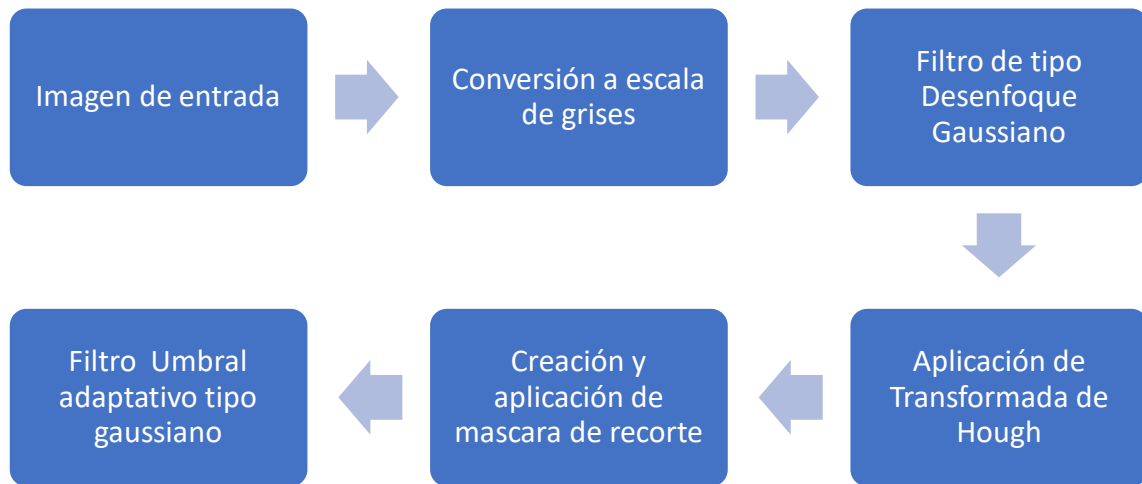 Imagen de entrada
Conversión a escala
de grises
Filtro de tipo
Desenfoque
Gaussiano
Aplicación de
Transformada de
Hough
Creación y
aplicación de
mascara de recorte
Filtro  Umbral
adaptativo tipo
gaussiano